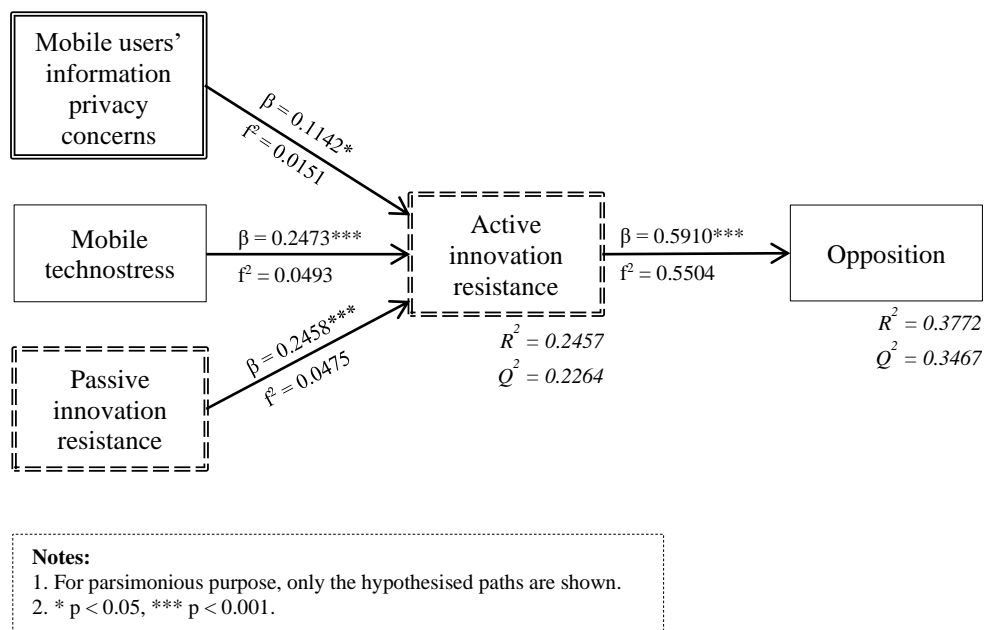 Mobile users’
information
privacy
concerns
β = 0.1142*
f² = 0.0151
Mobile
technostress
β = 0.2473***
f² = 0.0493
Passive
innovation
resistance
β = 0.2458***
f² = 0.0475
Active
innovation
resistance
R² = 0.2457
Q² = 0.2264
β = 0.5910***
f² = 0.5504
Opposition
R² = 0.3772
Q² = 0.3467
Notes:
1. For parsimonious purpose, only the hypothesised paths are shown.
2. * p < 0.05, *** p < 0.001.